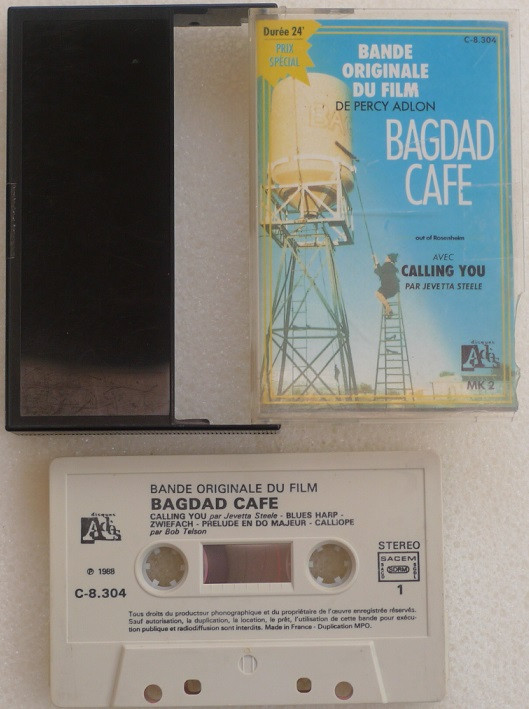 Durée 24'
PRIX
SPÉCIAL
C-8.304
BANDE
ORIGINALE
DU FILM
DE PERCY ADLON
BAGDAD
CAFE
out of Rosenheim
AVEC
CALLING YOU
PAR JEVETTA STEELE
disques
Adès
MK 2
BANDE ORIGINALE DU FILM
BAGDAD CAFE
CALLING YOU par Jevetta Steele - BLUES HARP -
ZWIEFACH - PRELUDE EN DO MAJEUR - CALLIOPE
par Bob Telson
disques
Adès
℗ 1988
C-8.304
STEREO
SACEM
SDRM
1
Tous droits du producteur phonographique et du propriétaire de l'œuvre enregistrée réservés.
Sauf autorisation, la duplication, la location, le prêt, l'utilisation de cette bande pour exécu-
tion publique et radiodiffusion sont interdits. Made in France - Duplication MPO.